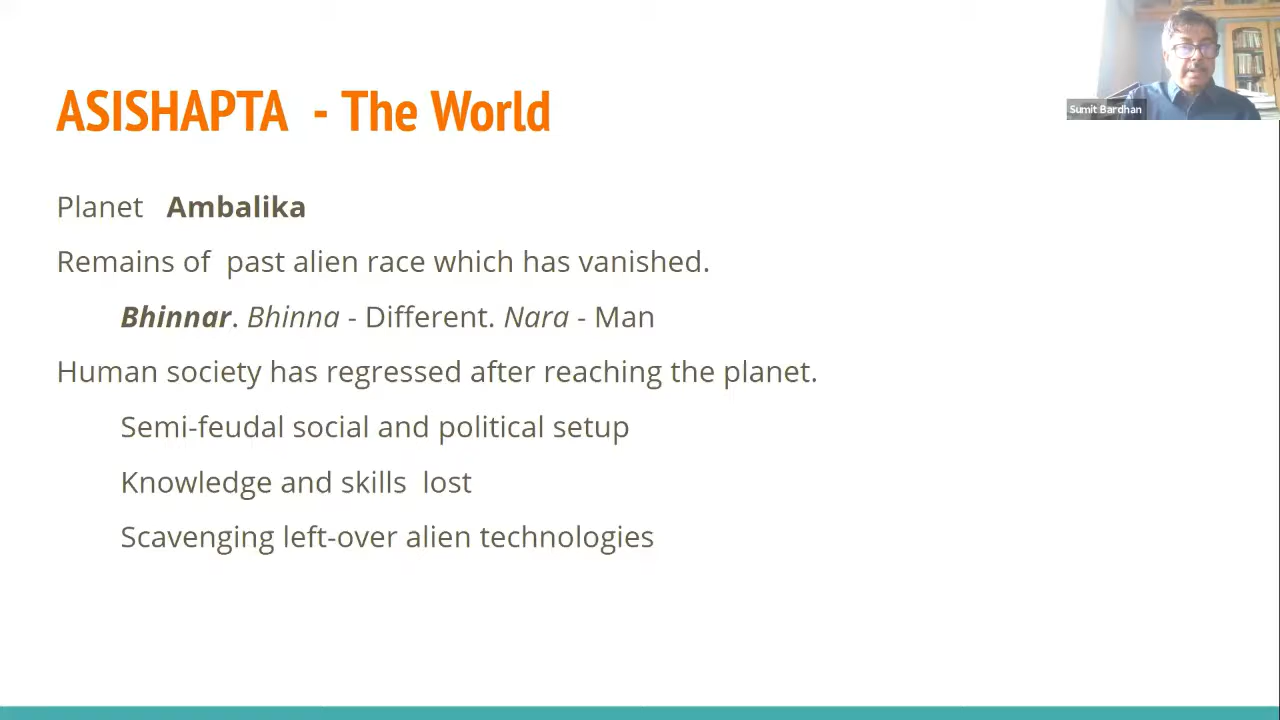 ASISHAPTA - The World
Sumit Bardhan
Planet Ambalika
Remains of past alien race which has vanished.
Bhinnar. Bhinna - Different. Nara - Man
Human society has regressed after reaching the planet.
Semi-feudal social and political setup
Knowledge and skills lost
Scavenging left-over alien technologies